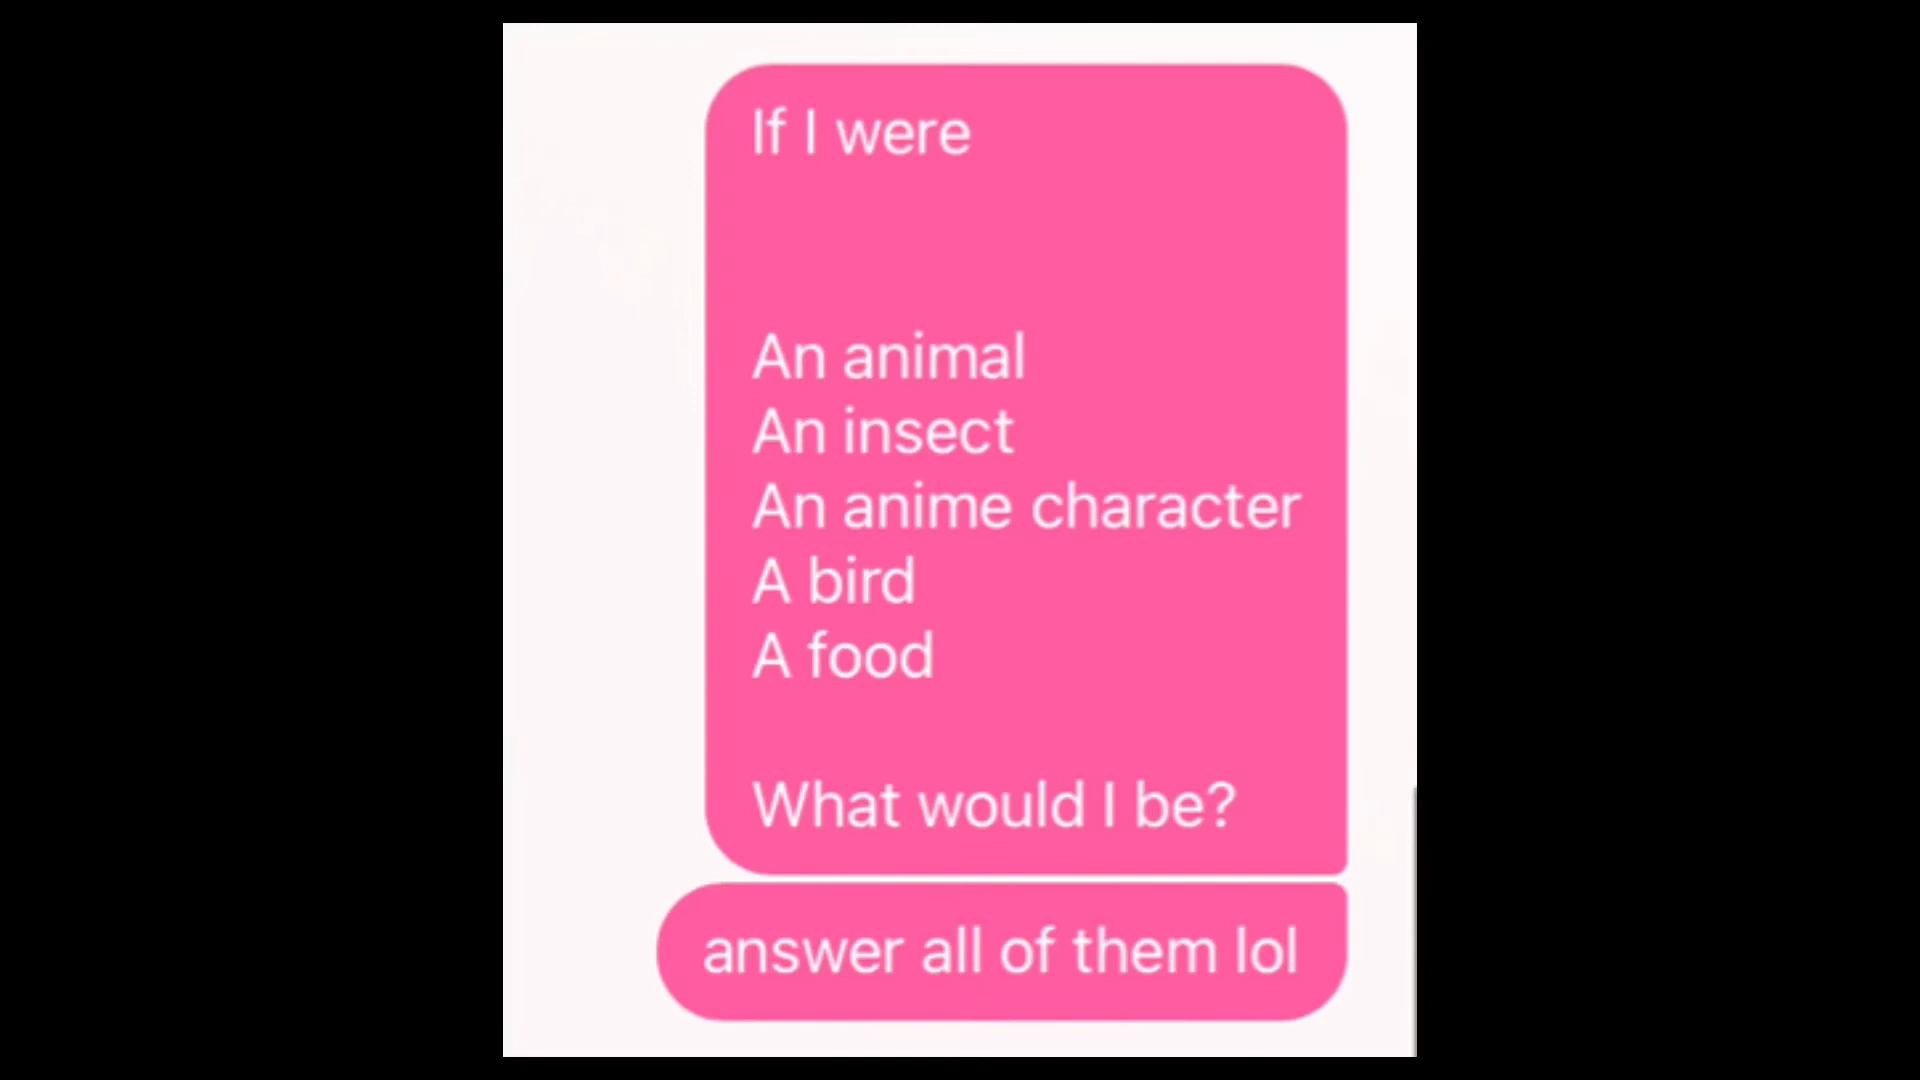 If I were
An animal
An insect
An anime character
A bird
A food
What would I be?
answer all of them lol